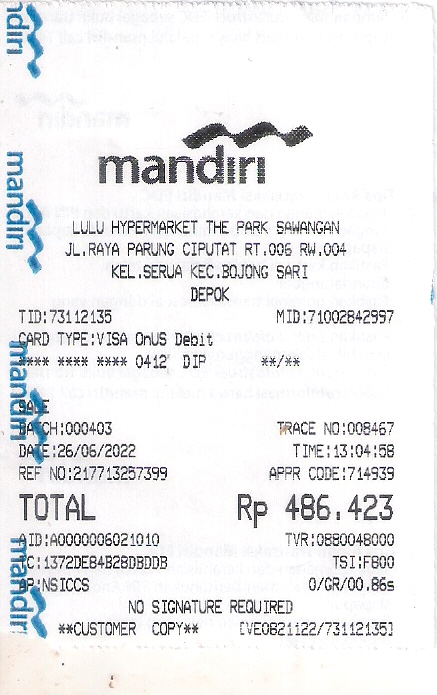 mandiri
LULU HYPERMARKET THE PARK SAWANGAN
JL.RAYA PARUNG CIPUTAT RT.006 RW.004
KEL.SERUA KEC.BOJONG SARI
DEPOK
TID:73112135 MID:71002842997
CARD TYPE:VISA OnUS Debit
**** **** **** 0412 DIP **/**
SALE
BATCH:000403 TRACE NO:008467
DATE:26/06/2022 TIME:13:04:58
REF NO:217713257399 APPR CODE:714939
TOTAL Rp 486.423
AID:A0000006021010 TVR:0880048000
TC:1372DE84B28DBDDB TSI:F800
AP:NSICCS 0/GR/00.86s
NO SIGNATURE REQUIRED
**CUSTOMER COPY** [VE0821122/73112135]
mandiri
mandiri
mandiri